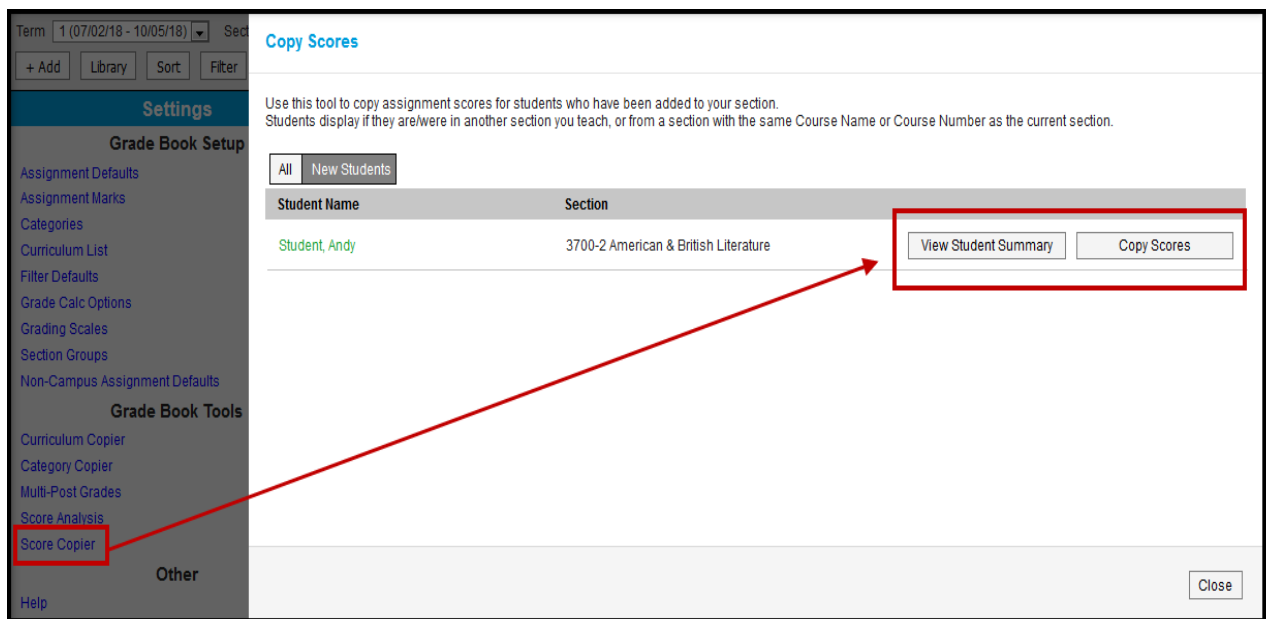 Term 1 (07/02/18 - 10/05/18) Sect
+ Add Library Sort Filter
Settings
Grade Book Setup
Assignment Defaults
Assignment Marks
Categories
Curriculum List
Filter Defaults
Grade Calc Options
Grading Scales
Section Groups
Non-Campus Assignment Defaults
Grade Book Tools
Curriculum Copier
Category Copier
Multi-Post Grades
Score Analysis
Score Copier
Other
Help
Copy Scores
Use this tool to copy assignment scores for students who have been added to your section.
Students display if they are/were in another section you teach, or from a section with the same Course Name or Course Number as the current section.
All New Students
Student Name Section
Student, Andy 3700-2 American & British Literature View Student Summary Copy Scores
Close